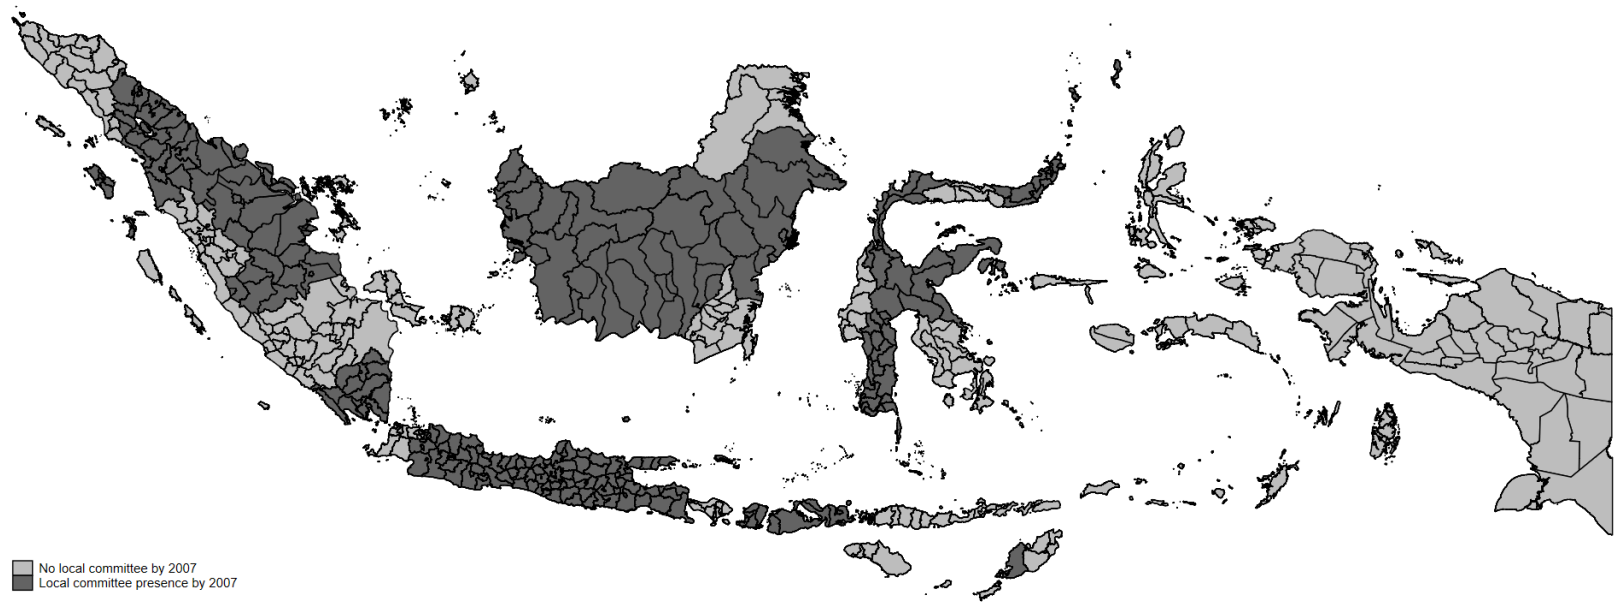 No local committee by 2007
Local committee presence by 2007